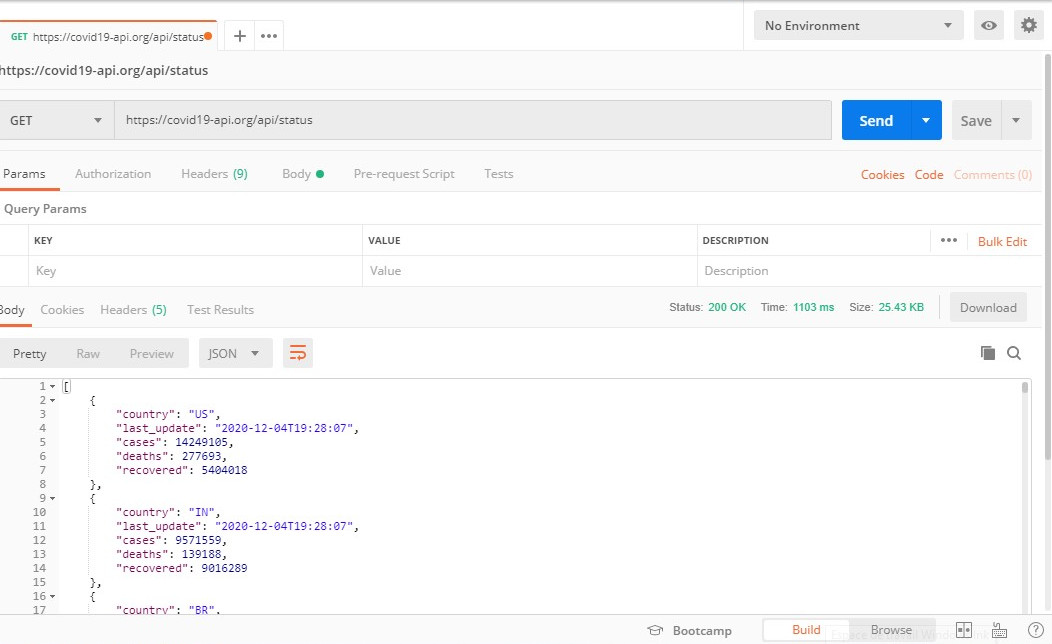 GET https://covid19-api.org/api/status
No Environment
https://covid19-api.org/api/status
GET https://covid19-api.org/api/status Send Save
Params Authorization Headers (9) Body Pre-request Script Tests Cookies Code Comments (0)
Query Params
KEY VALUE DESCRIPTION Bulk Edit
Key Value Description
Body Cookies Headers (5) Test Results Status: 200 OK Time: 1103 ms Size: 25.43 KB Download
Pretty Raw Preview JSON
1 [
2 {
3 "country": "US",
4 "last_update": "2020-12-04T19:28:07",
5 "cases": 14249105,
6 "deaths": 277693,
7 "recovered": 5404018
8 },
9 {
10 "country": "IN",
11 "last_update": "2020-12-04T19:28:07",
12 "cases": 9571559,
13 "deaths": 139188,
14 "recovered": 9016289
15 },
16 {
17 "country": "BR",
Bootcamp Build Browse